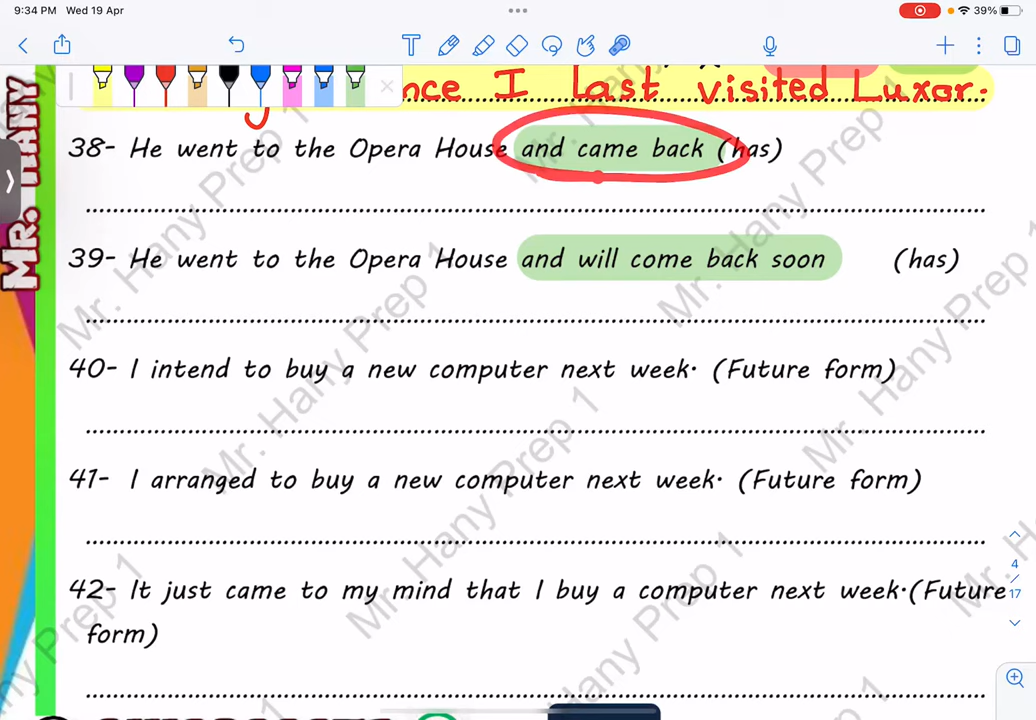 9:34 PM Wed 19 Apr
39%
nce I last visited Luxor.
38- He went to the Opera House and came back (has)
39- He went to the Opera House and will come back soon (has)
40- I intend to buy a new computer next week. (Future form)
41- I arranged to buy a new computer next week. (Future form)
42- It just came to my mind that I buy a computer next week.(Future
form)
4
17
MR. HANY
Mr. Hany Prep 1